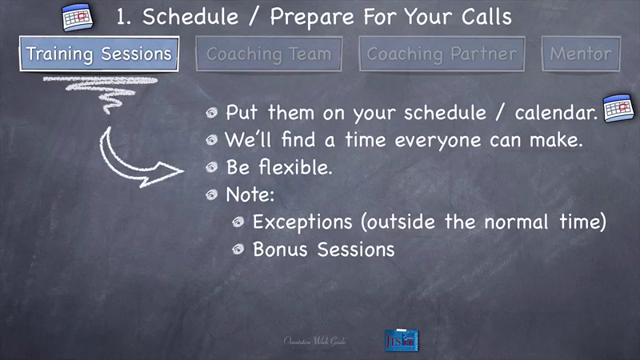 1. Schedule / Prepare For Your Calls
Training Sessions
Coaching Team
Coaching Partner
Mentor
Put them on your schedule / calendar.
We'll find a time everyone can make.
Be flexible.
Note:
Exceptions (outside the normal time)
Bonus Sessions